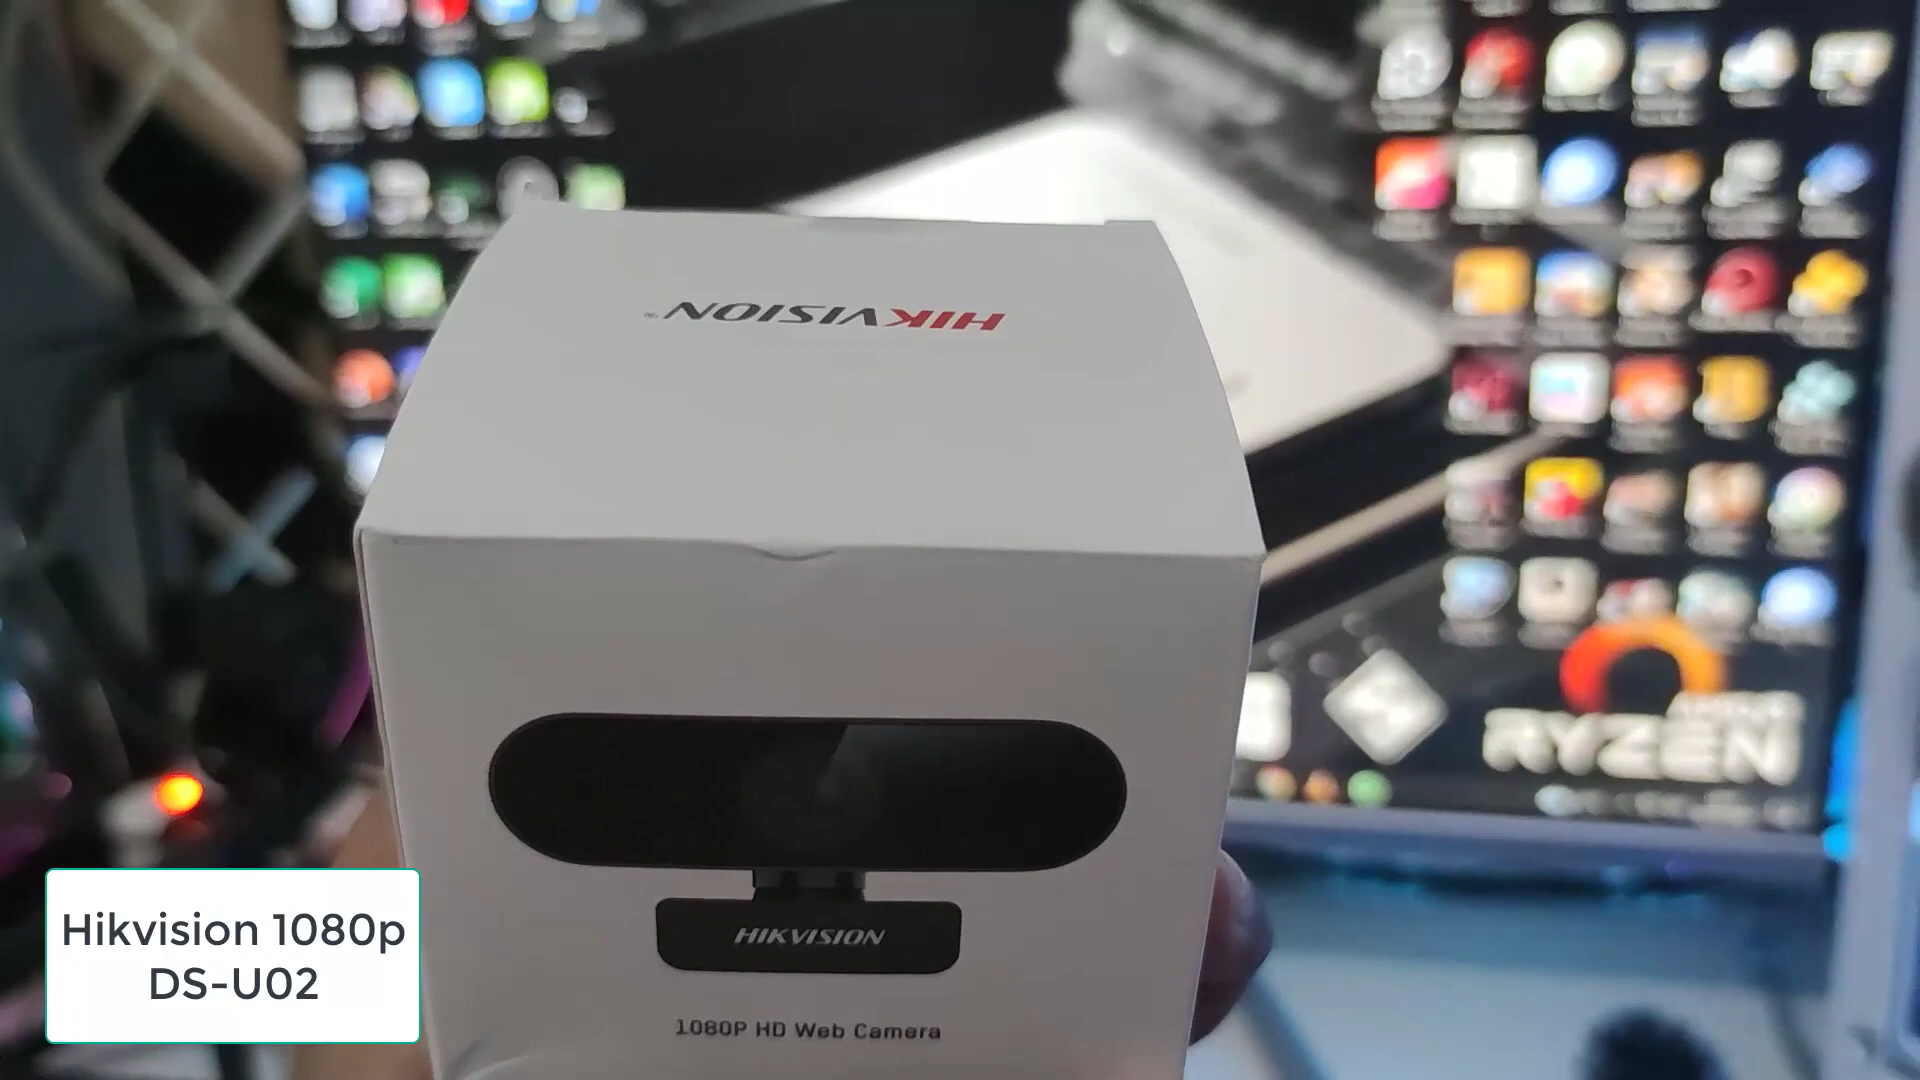 HIKVISION®
RYZEN
HIKVISION
Hikvision 1080p
DS-U02
1080P HD Web Camera